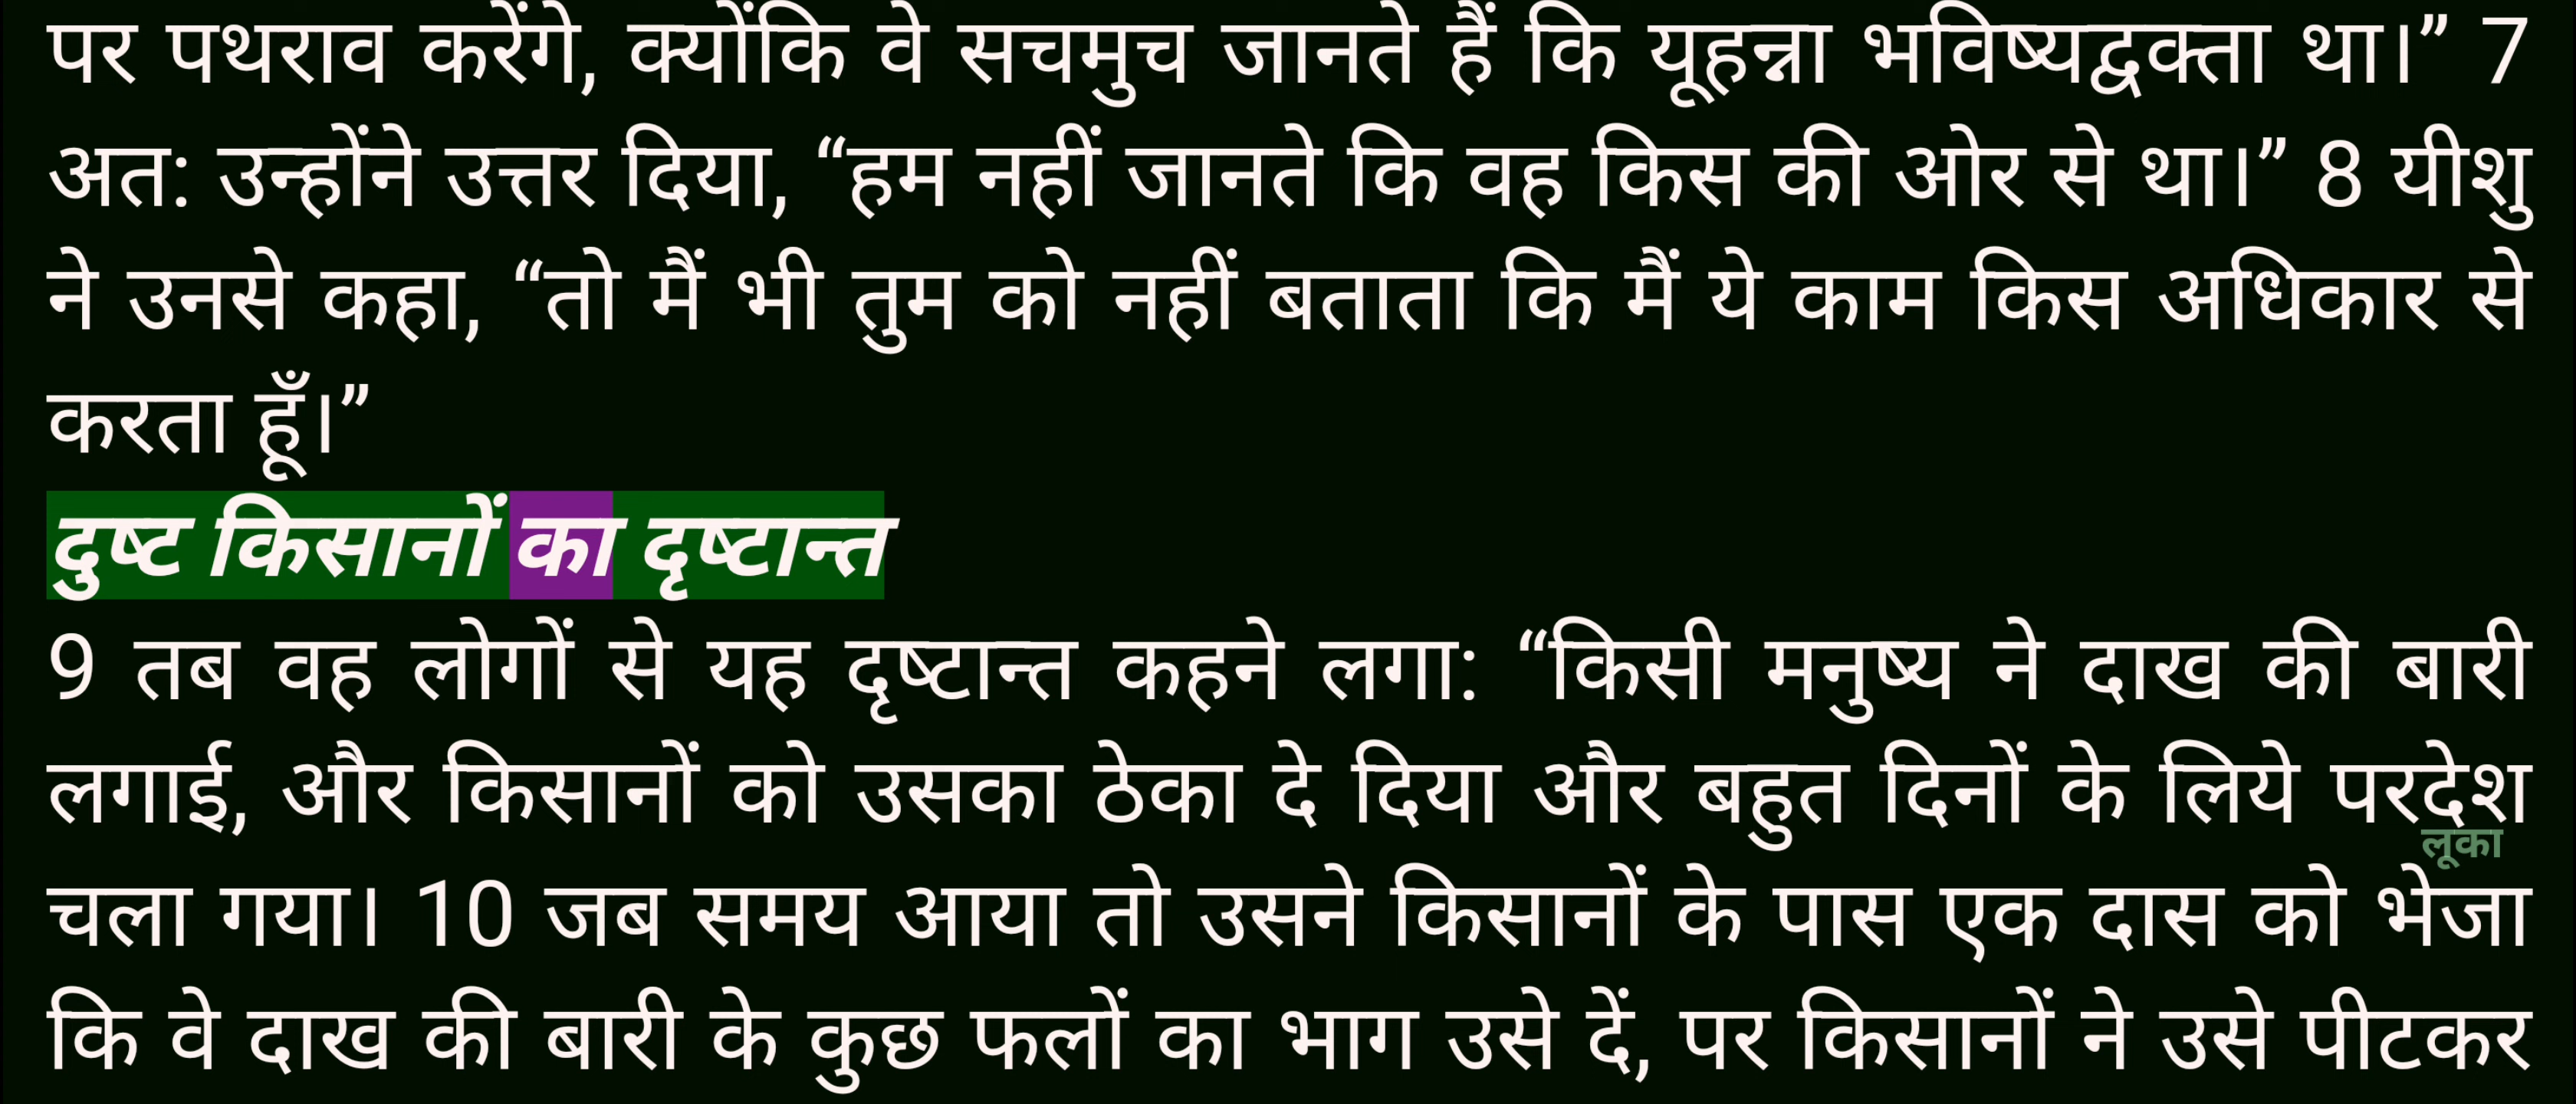 पर पथराव करेंगे, क्योंकि वे सचमुच जानते हैं कि यूहन्ना भविष्यद्वक्ता था।” 7
अत: उन्होंने उत्तर दिया, “हम नहीं जानते कि वह किस की ओर से था।” 8 यीशु
ने उनसे कहा, “तो मैं भी तुम को नहीं बताता कि मैं ये काम किस अधिकार से
करता हूँ।”
दुष्ट किसानों का दृष्टान्त
9 तब वह लोगों से यह दृष्टान्त कहने लगा: “किसी मनुष्य ने दाख की बारी
लगाई, और किसानों को उसका ठेका दे दिया और बहुत दिनों के लिये परदेश
लूका
चला गया। 10 जब समय आया तो उसने किसानों के पास एक दास को भेजा
कि वे दाख की बारी के कुछ फलों का भाग उसे दें, पर किसानों ने उसे पीटकर